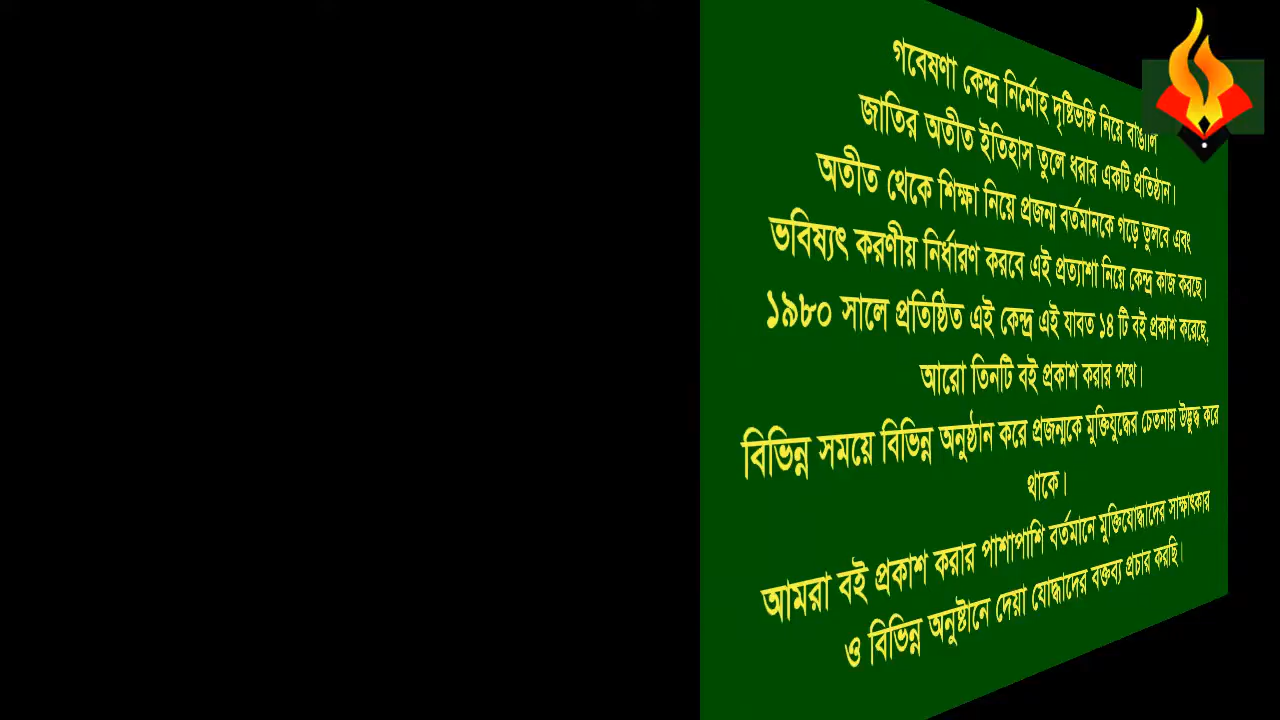 গবেষণা কেন্দ্র নির্মোহ দৃষ্টিভঙ্গি নিয়ে বাঙালি
জাতির অতীত ইতিহাস তুলে ধরার একটি প্রতিষ্ঠান।
অতীত থেকে শিক্ষা নিয়ে প্রজন্ম বর্তমানকে গড়ে তুলবে এবং
ভবিষ্যৎ করণীয় নির্ধারণ করবে এই প্রত্যাশা নিয়ে কেন্দ্র কাজ করছে।
১৯৮০ সালে প্রতিষ্ঠিত এই কেন্দ্র এই যাবত ১৪ টি বই প্রকাশ করেছে,
আরো তিনটি বই প্রকাশ করার পথে।
বিভিন্ন সময়ে বিভিন্ন অনুষ্ঠান করে প্রজন্মকে মুক্তিযুদ্ধের চেতনায় উদ্ভুদ্ধ করে
থাকে।
আমরা বই প্রকাশ করার পাশাপাশি বর্তমানে মুক্তিযোদ্ধাদের সাক্ষাৎকার
ও বিভিন্ন অনুষ্টানে দেয়া যোদ্ধাদের বক্তব্য প্রচার করছি।